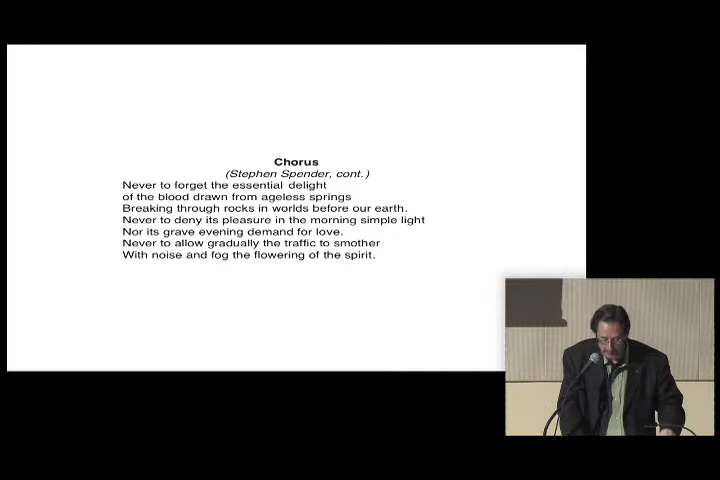 Chorus
(Stephen Spender, cont.)
Never to forget the essential delight
of the blood drawn from ageless springs
Breaking through rocks in worlds before our earth.
Never to deny its pleasure in the morning simple light
Nor its grave evening demand for love.
Never to allow gradually the traffic to smother
With noise and fog the flowering of the spirit.